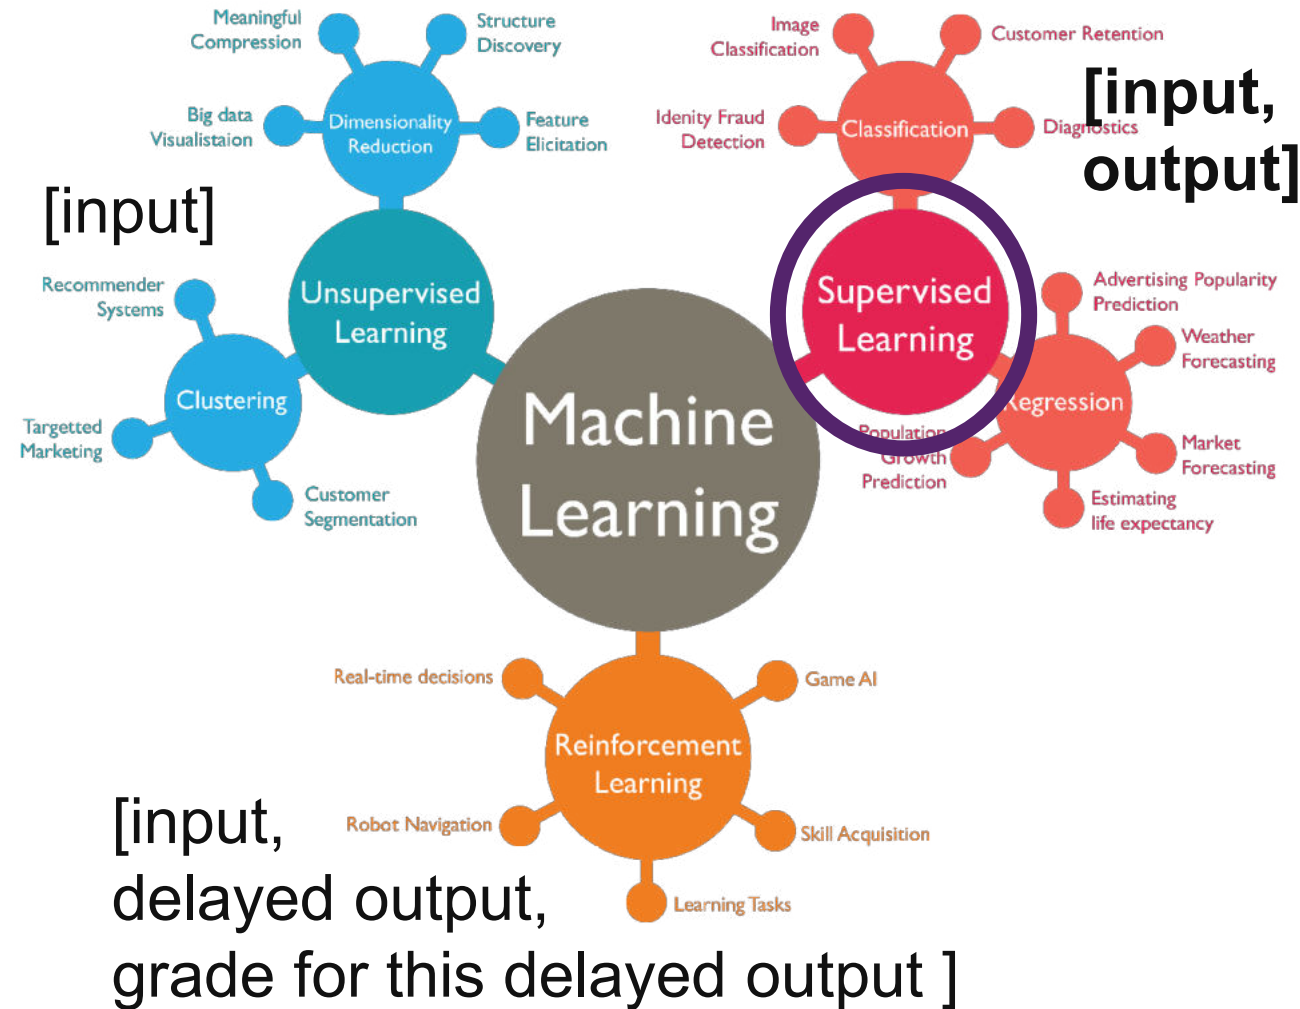 Meaningful
Compression
Structure
Discovery
Big data
Visualistaion
Dimensionality
Reduction
Feature
Elicitation
[input]
Recommender
Systems
Unsupervised
Learning
Clustering
Targetted
Marketing
Customer
Segmentation
Image
Classification
Customer Retention
Idenity Fraud
Detection
Classification
Diagnostics
[input,
output]
Supervised
Learning
Advertising Popularity
Prediction
Weather
Forecasting
Regression
Population
Growth
Prediction
Market
Forecasting
Estimating
life expectancy
Machine
Learning
Real-time decisions
Game AI
Reinforcement
Learning
Robot Navigation
Skill Acquisition
Learning Tasks
[input,
delayed output,
grade for this delayed output ]